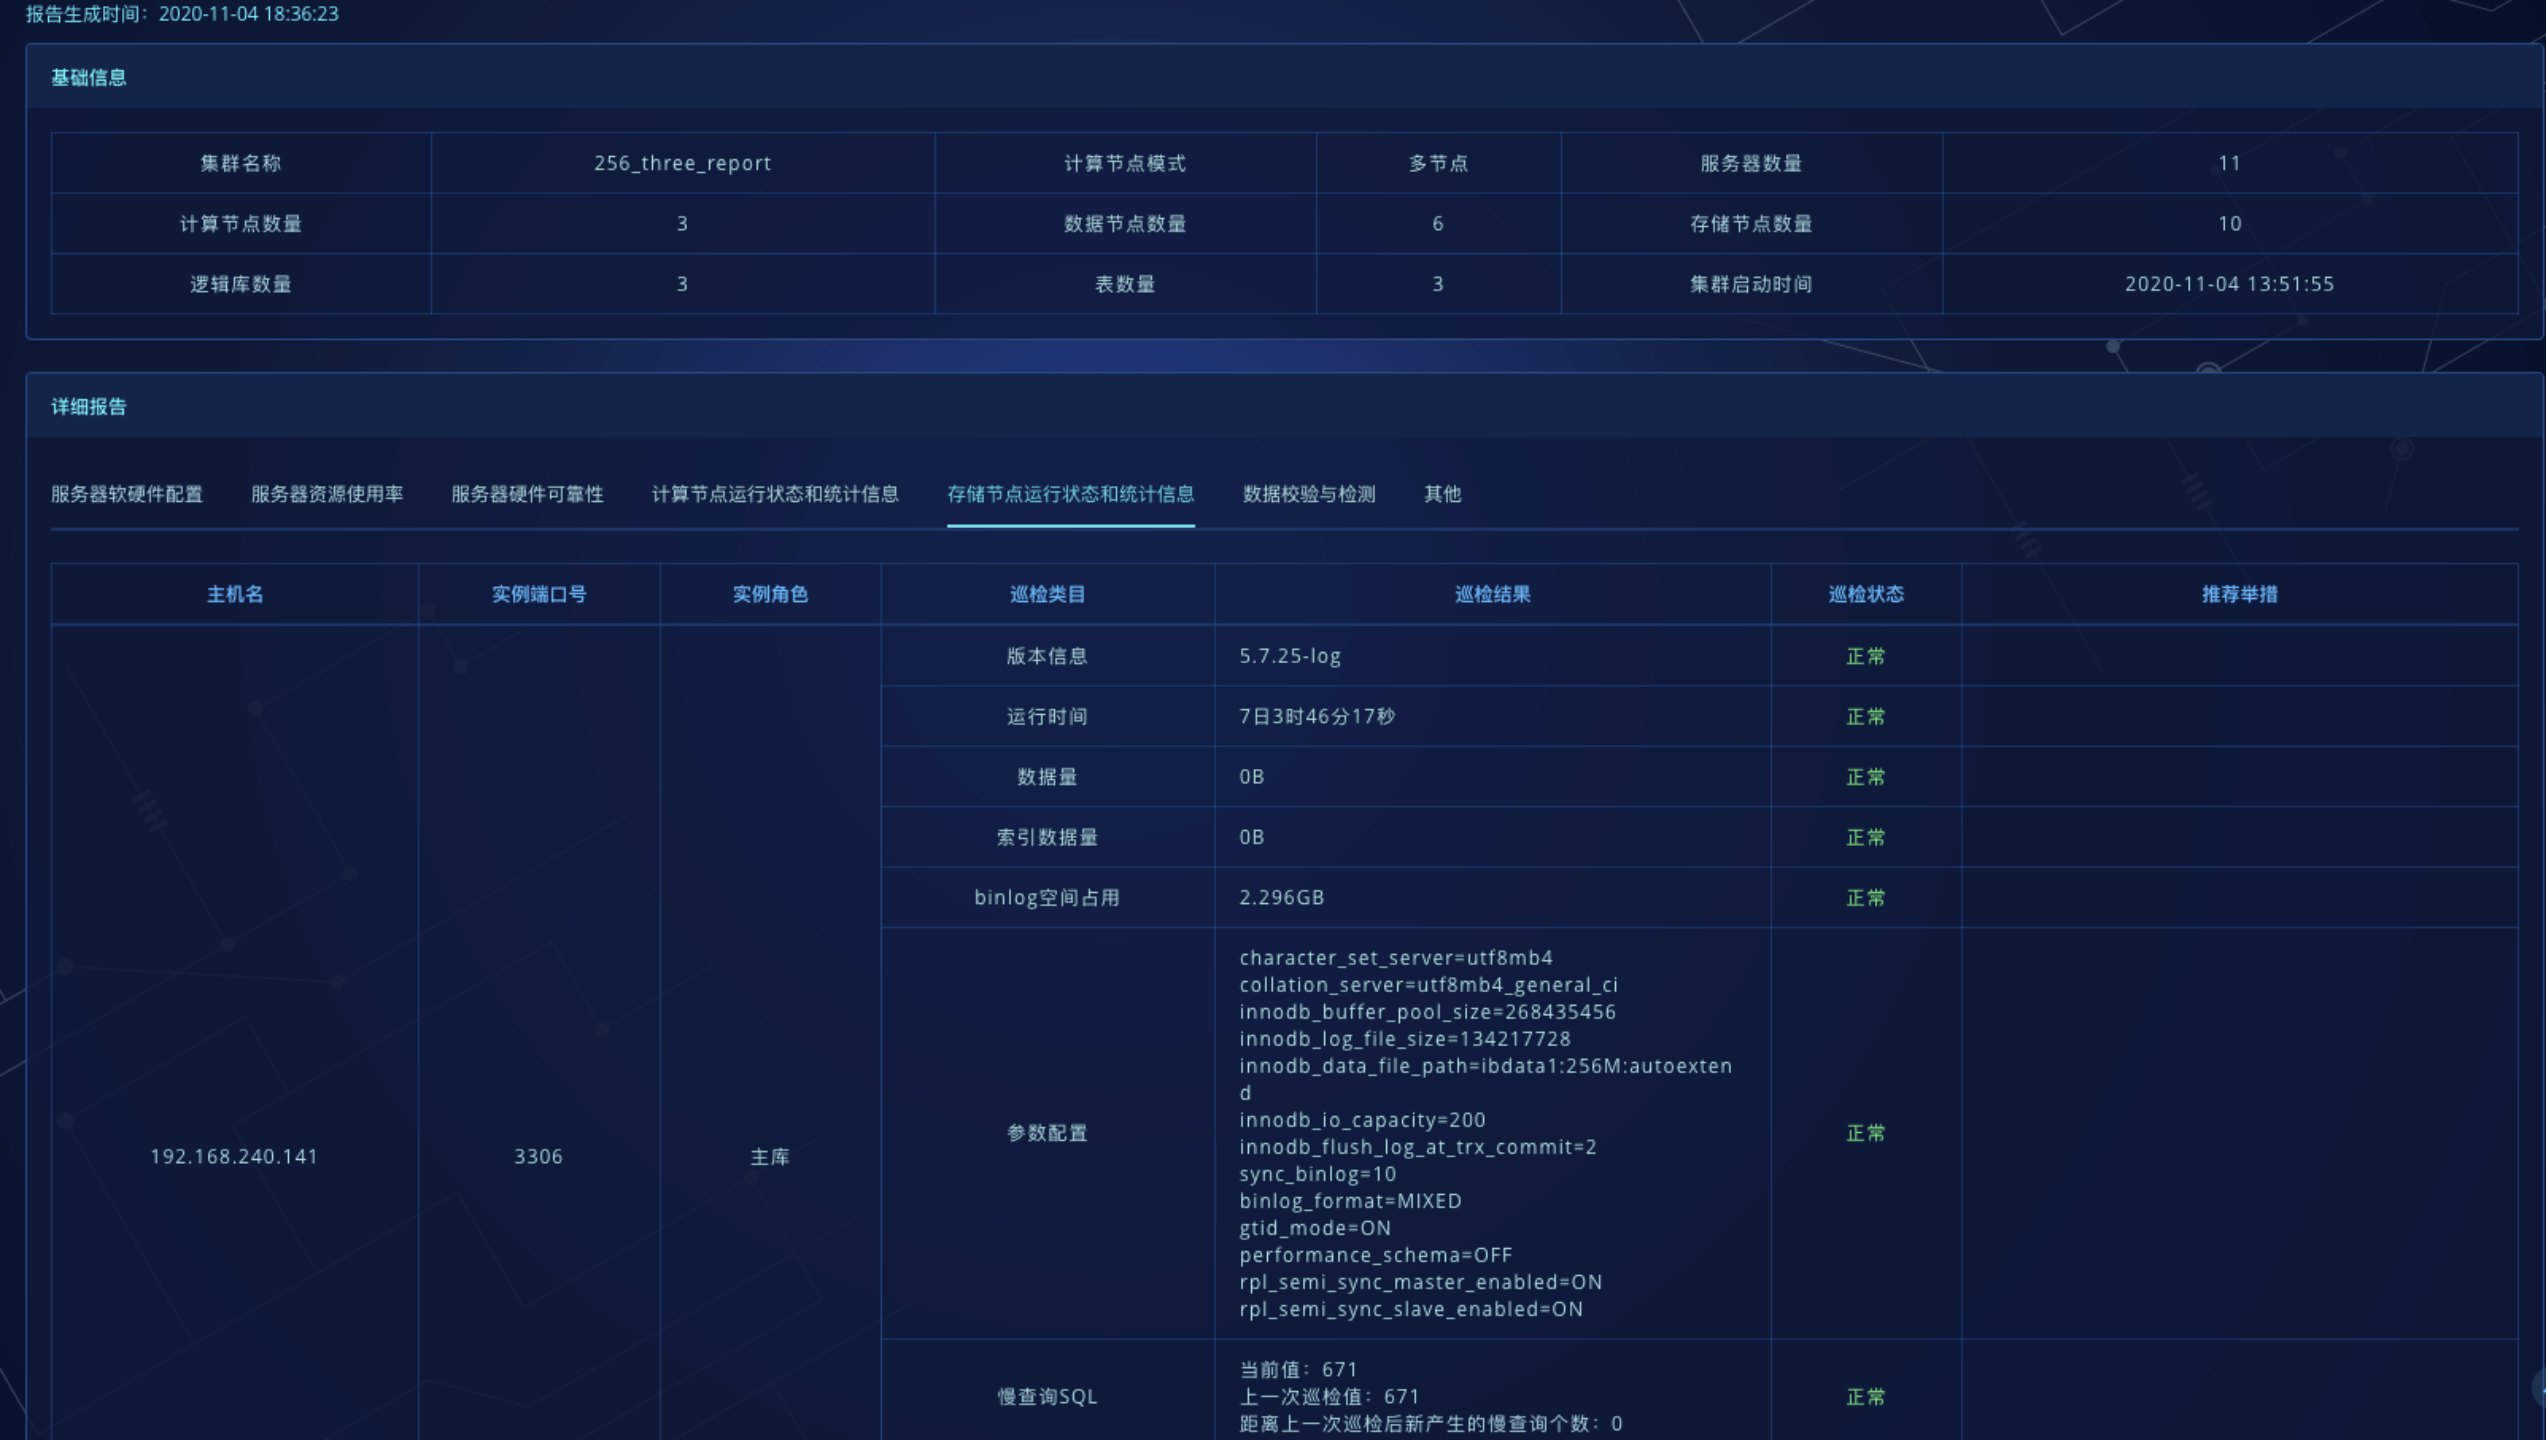 报告生成时间：2020-11-04 18:36:23
基础信息
集群名称 256_three_report 计算节点模式 多节点 服务器数量 11
计算节点数量 3 数据节点数量 6 存储节点数量 10
逻辑库数量 3 表数量 3 集群启动时间 2020-11-04 13:51:55
详细报告
服务器软硬件配置 服务器资源使用率 服务器硬件可靠性 计算节点运行状态和统计信息 存储节点运行状态和统计信息 数据校验与检测 其他
主机名 实例端口号 实例角色 巡检类目 巡检结果 巡检状态 推荐举措
版本信息 5.7.25-log 正常
运行时间 7日3时46分17秒 正常
数据量 0B 正常
索引数据量 0B 正常
binlog空间占用 2.296GB 正常
192.168.240.141 3306 主库
参数配置
character_set_server=utf8mb4
collation_server=utf8mb4_general_ci
innodb_buffer_pool_size=268435456
innodb_log_file_size=134217728
innodb_data_file_path=ibdata1:256M:autoexten
d
innodb_io_capacity=200
innodb_flush_log_at_trx_commit=2
sync_binlog=10
binlog_format=MIXED
gtid_mode=ON
performance_schema=OFF
rpl_semi_sync_master_enabled=ON
rpl_semi_sync_slave_enabled=ON
正常
慢查询SQL
当前值：671
上一次巡检值：671
距离上一次巡检后新产生的慢查询个数：0
正常